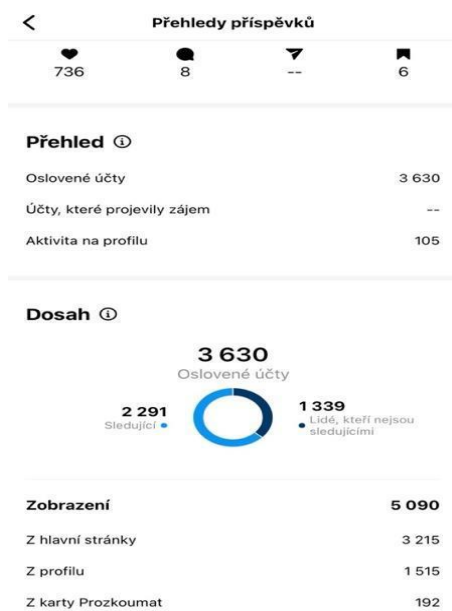 Přehledy příspěvků
736 8 -- 6
Přehled
Oslovené účty 3 630
Účty, které projevily zájem --
Aktivita na profilu 105
Dosah
3 630
Oslovené účty
2 291
Sledující
1 339
Lidé, kteří nejsou
sledujícími
Zobrazení 5 090
Z hlavní stránky 3 215
Z profilu 1 515
Z karty Prozkoumat 192